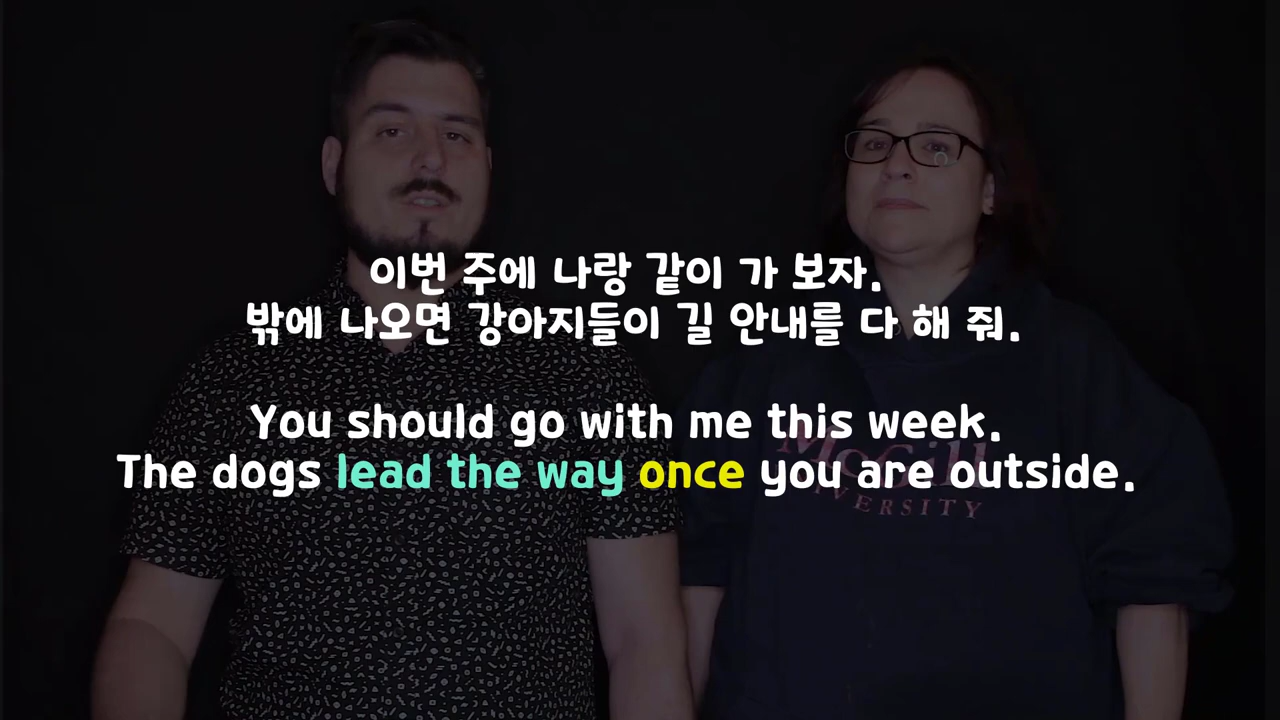 이번 주에 나랑 같이 가 보자.
밖에 나오면 강아지들이 길 안내를 다 해 줘.
You should go with me this week.
The dogs lead the way once you are outside.
McGill
UNIVERSITY